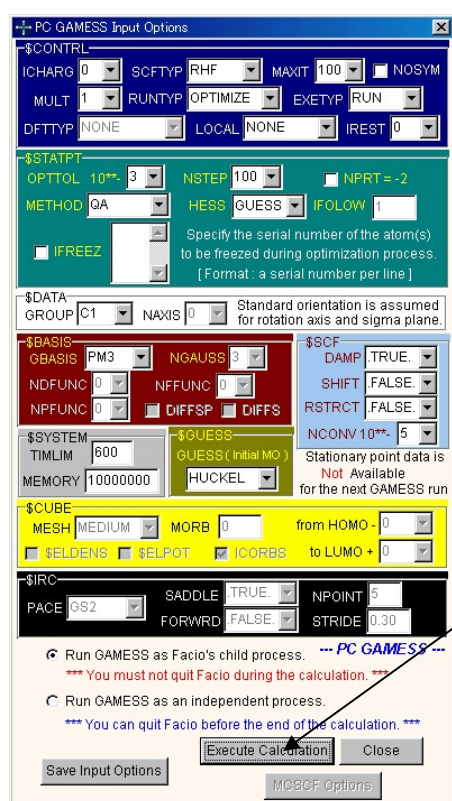 PC GAMESS Input Options
$CONTRL
ICHARG 0 SCFTYP RHF MAXIT 100 NOSYM
MULT 1 RUNTYP OPTIMIZE EXETYP RUN
DFTTYP NONE LOCAL NONE IREST 0
$STATPT
OPTTOL 10**- 3 NSTEP 100 NPRT = -2
METHOD QA HESS GUESS IFOLOW 1
IFREEZ
Specify the serial number of the atom(s)
to be freezed during optimization process.
[ Format : a serial number per line ]
$DATA
GROUP C1 NAXIS 0
Standard orientation is assumed
for rotation axis and sigma plane.
$BASIS
GBASIS PM3 NGAUSS 3
NDFUNC 0 NFFUNC 0
NPFUNC 0 DIFFSP DIFFS
$SCF
DAMP .TRUE.
SHIFT .FALSE.
RSTRCT .FALSE.
NCONV 10**- 5
$SYSTEM
TIMLIM 600
MEMORY 10000000
$GUESS
GUESS ( Initial MO )
HUCKEL
Stationary point data is
Not Available
for the next GAMESS run
$CUBE
MESH MEDIUM MORB 0 from HOMO - 0
$ELDENS $ELPOT ICORBS to LUMO + 0
$IRC
PACE GS2
SADDLE .TRUE. NPOINT 5
FORWRD .FALSE. STRIDE 0.30
Run GAMESS as Facio's child process. --- PC GAMESS ---
*** You must not quit Facio during the calculation. ***
Run GAMESS as an independent process.
*** You can quit Facio before the end of the calculation. ***
Save Input Options
Execute Calculation Close
MCSCF Options